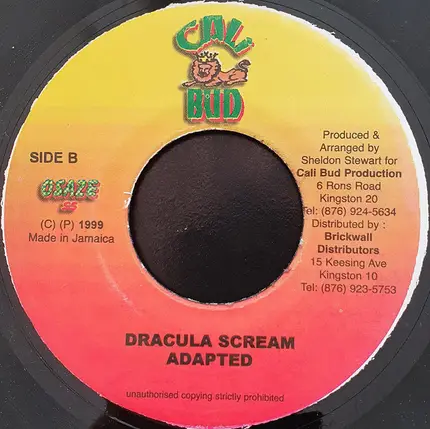 CALI
BUD
SIDE B
OSAZE
55
(C) (P) 1999
Made in Jamaica
Produced &
Arranged by
Sheldon Stewart for
Cali Bud Production
6 Rons Road
Kingston 20
Tel: (876) 924-5634
Distributed by :
Brickwall
Distributors
15 Keesing Ave
Kingston 10
Tel: (876) 923-5753
DRACULA SCREAM
ADAPTED
unauthorised copying strictly prohibited